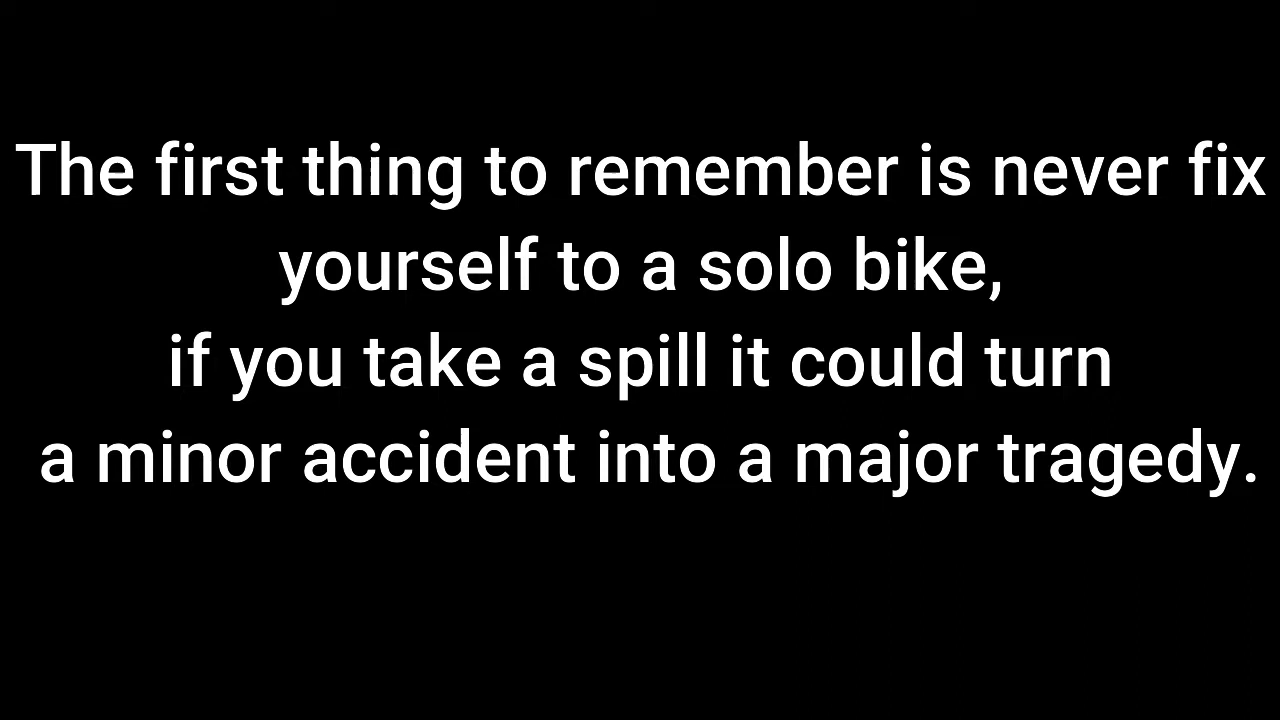 The first thing to remember is never fix
yourself to a solo bike,
if you take a spill it could turn
a minor accident into a major tragedy.